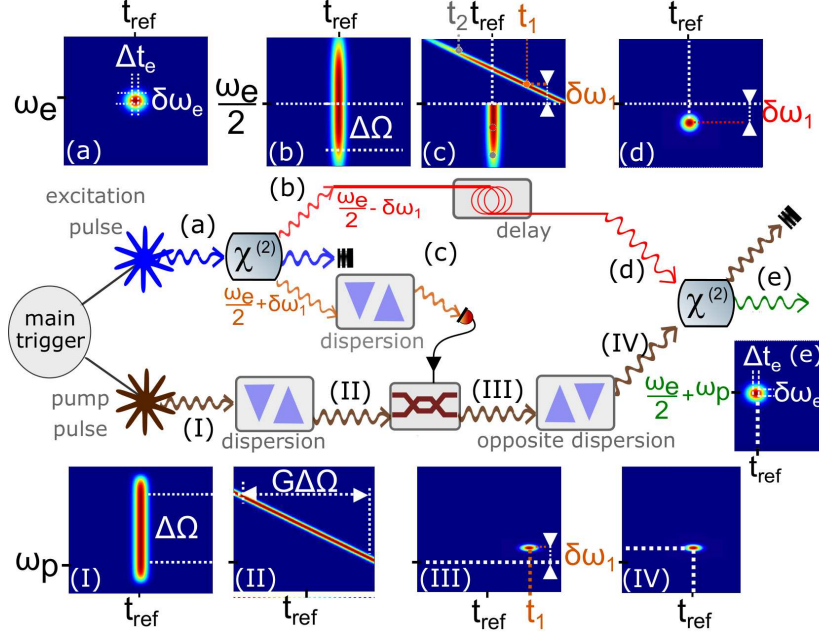 t_ref
t_ref
t_2 t_ref t_1
t_ref
Δt_e
ω_e
δω_e
(a)
ω_e/2
ΔΩ
(b)
δω_1
(c)
δω_1
(d)
excitation
pulse
(a)
(b)
ω_e/2 - δω_1
delay
χ^(2)
(c)
(d)
ω_e/2 + δω_1
dispersion
χ^(2)
(e)
main
trigger
pump
pulse
(I)
dispersion
(II)
(III)
opposite dispersion
(IV)
Δt_e (e)
ω_e/2 + ω_p
δω_e
t_ref
ΔΩ
ω_p
(I)
t_ref
GΔΩ
(II)
t_ref
(III)
δω_1
t_ref t_1
(IV)
t_ref